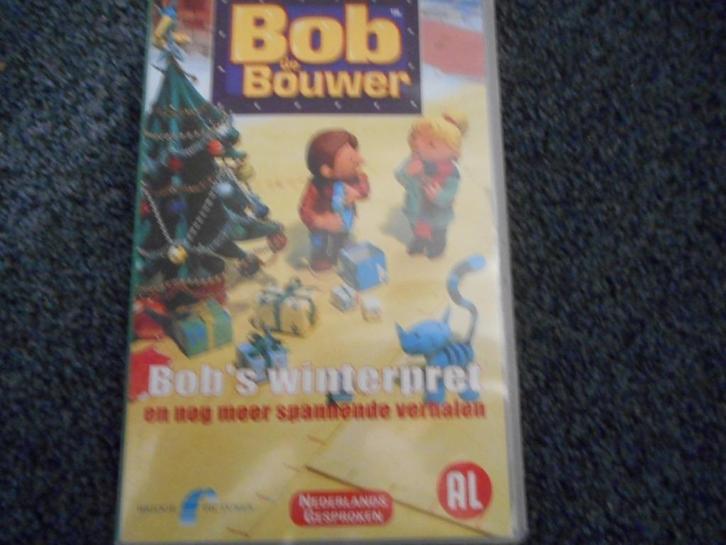 Bob
de
Bouwer
Bob's winterpret
en nog meer spannende verhalen
NEDERLANDS
GESPROKEN
AL